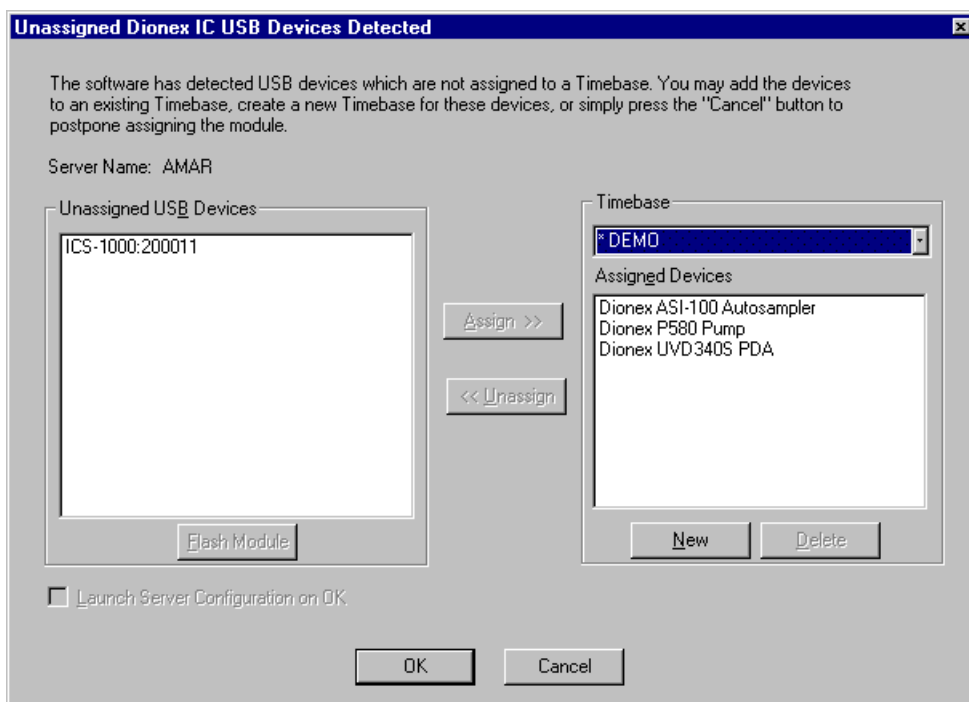 Unassigned Dionex IC USB Devices Detected
The software has detected USB devices which are not assigned to a Timebase. You may add the devices
to an existing Timebase, create a new Timebase for these devices, or simply press the "Cancel" button to
postpone assigning the module.
Server Name: AMAR
Unassigned USB Devices
ICS-1000:200011
Flash Module
Assign >>
<< Unassign
Timebase
* DEMO
Assigned Devices
Dionex ASI-100 Autosampler
Dionex P580 Pump
Dionex UVD340S PDA
New
Delete
Launch Server Configuration on OK
OK
Cancel